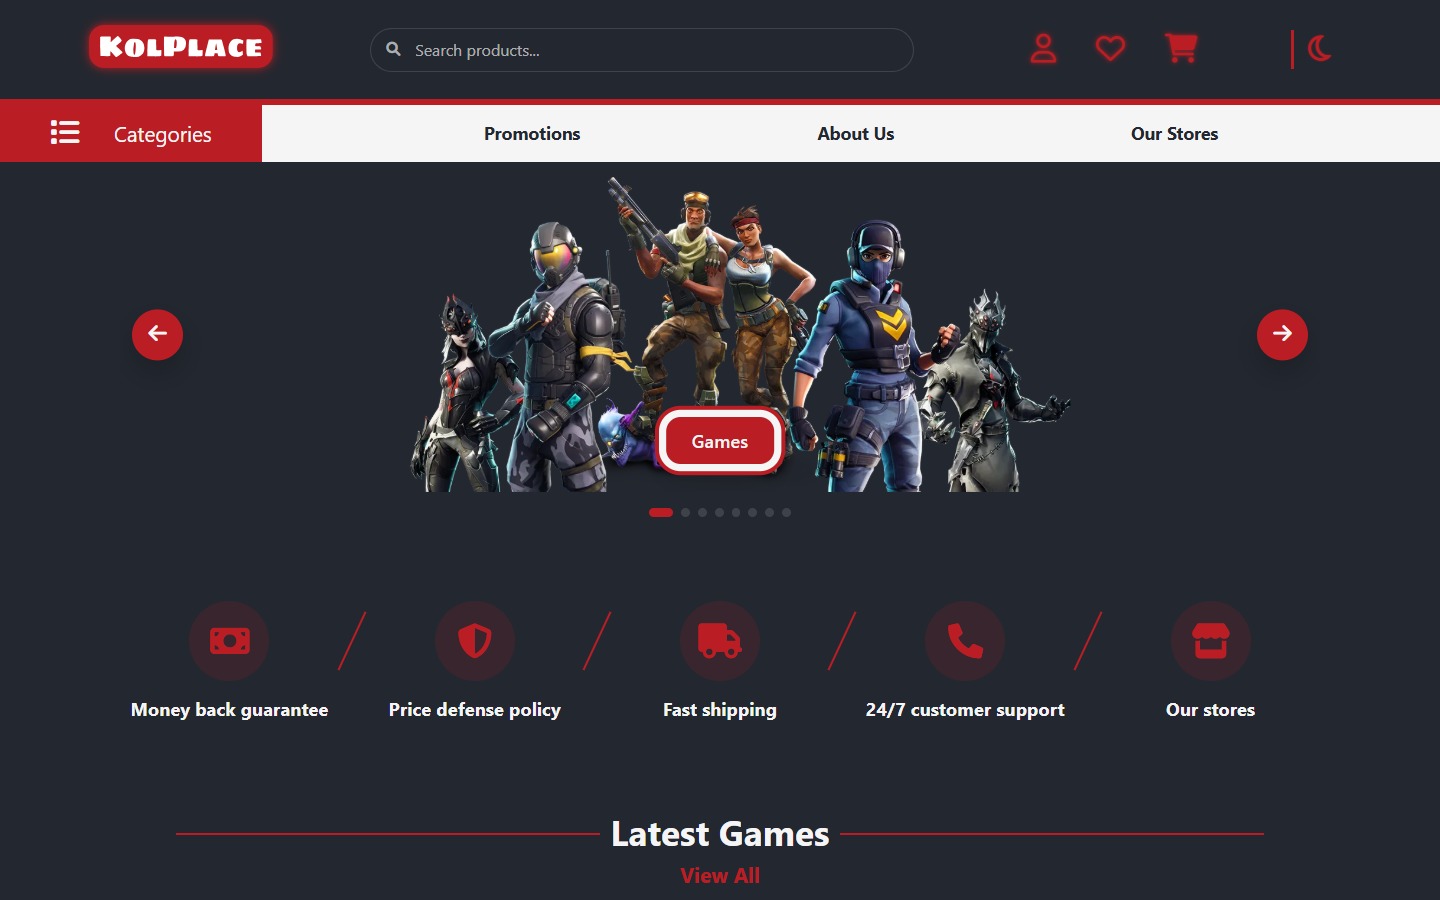 KOLPLACE
Search products...
Categories
Promotions
About Us
Our Stores
Games
Money back guarantee
Price defense policy
Fast shipping
24/7 customer support
Our stores
Latest Games
View All